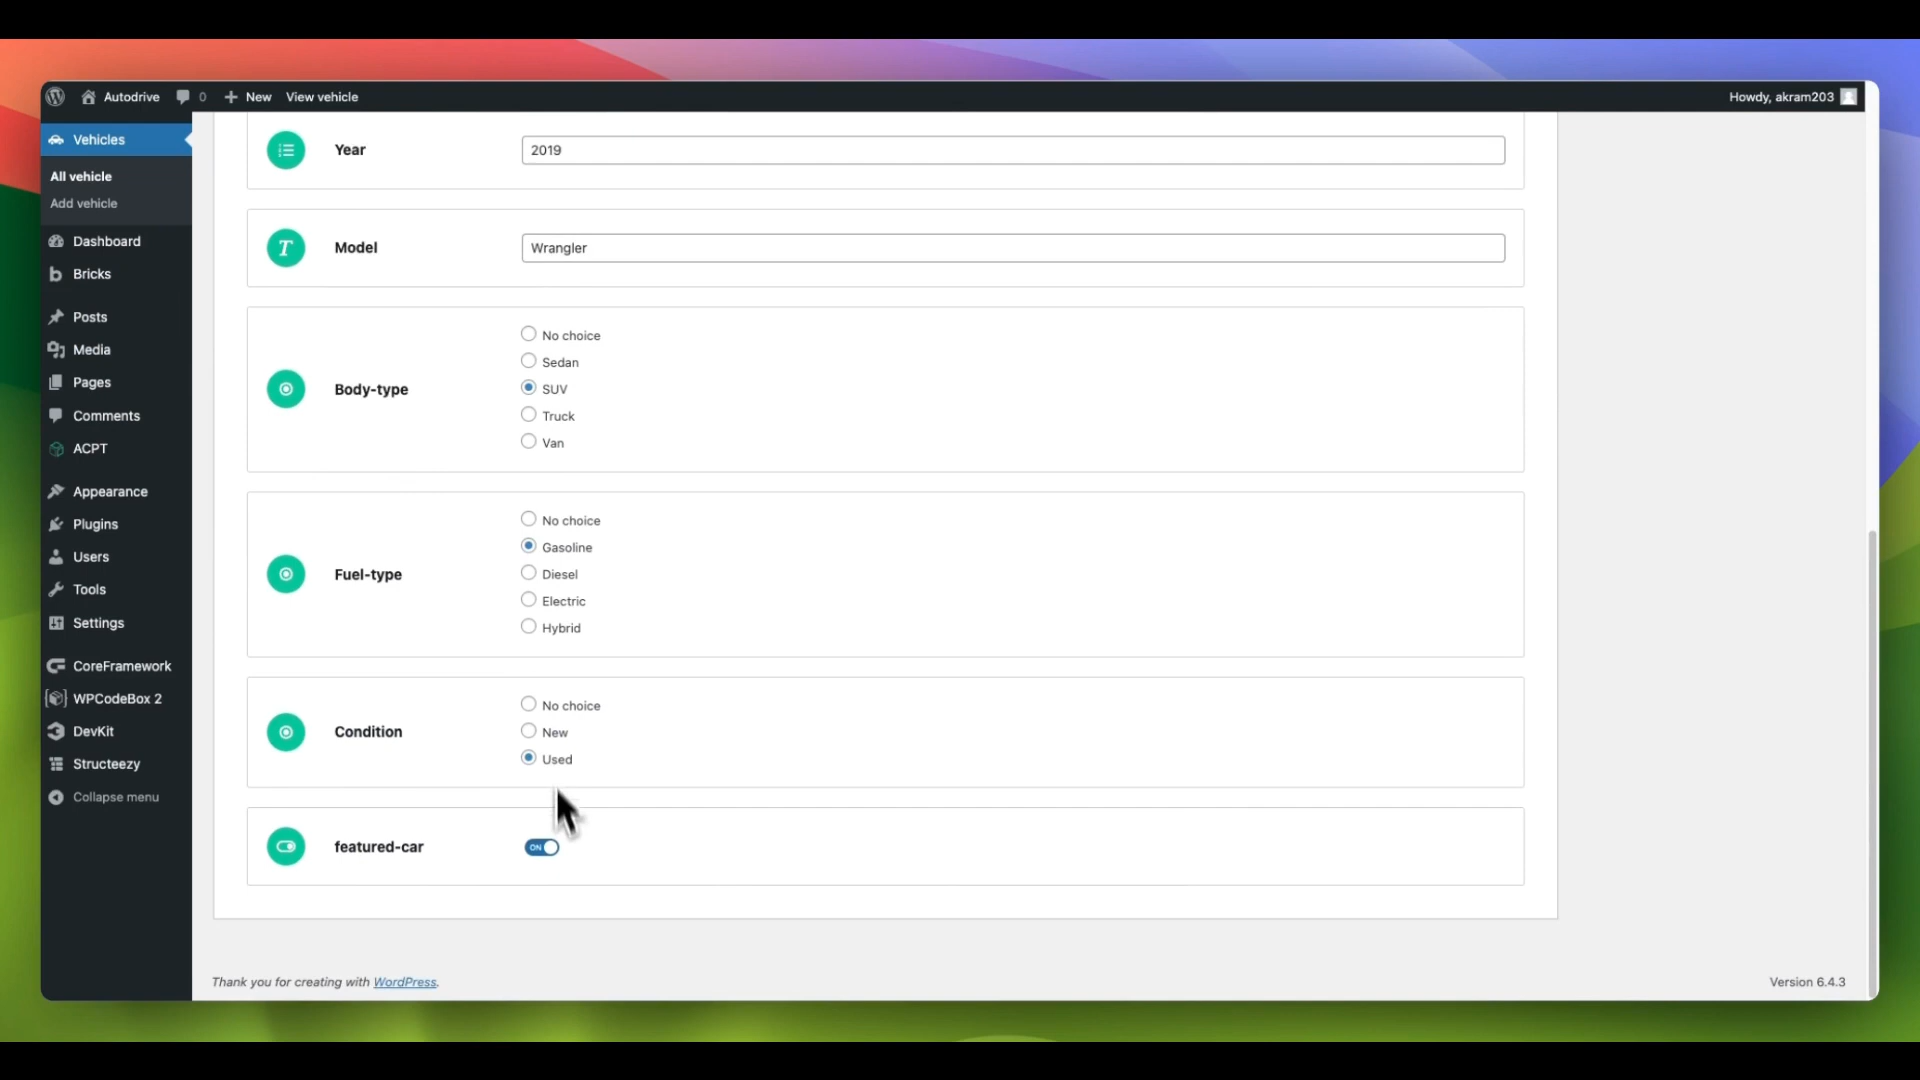 Autodrive 0 New View vehicle Howdy, akram203
Vehicles
All vehicle
Add vehicle
Dashboard
Bricks
Posts
Media
Pages
Comments
ACPT
Appearance
Plugins
Users
Tools
Settings
CoreFramework
WPCodeBox 2
DevKit
Structeezy
Collapse menu
Year 2019
Model Wrangler
Body-type
No choice
Sedan
SUV
Truck
Van
Fuel-type
No choice
Gasoline
Diesel
Electric
Hybrid
Condition
No choice
New
Used
featured-car ON
Thank you for creating with WordPress. Version 6.4.3